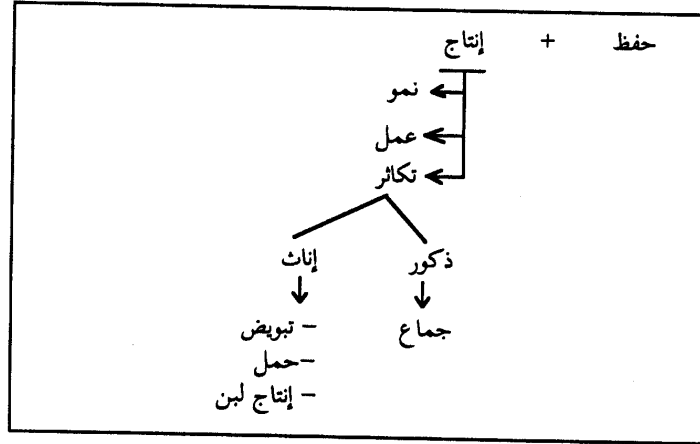 حفظ + إنتاج
نمو
عمل
تكاثر
ذكور
إناث
جماع
– تبويض
– حمل
– إنتاج لبن